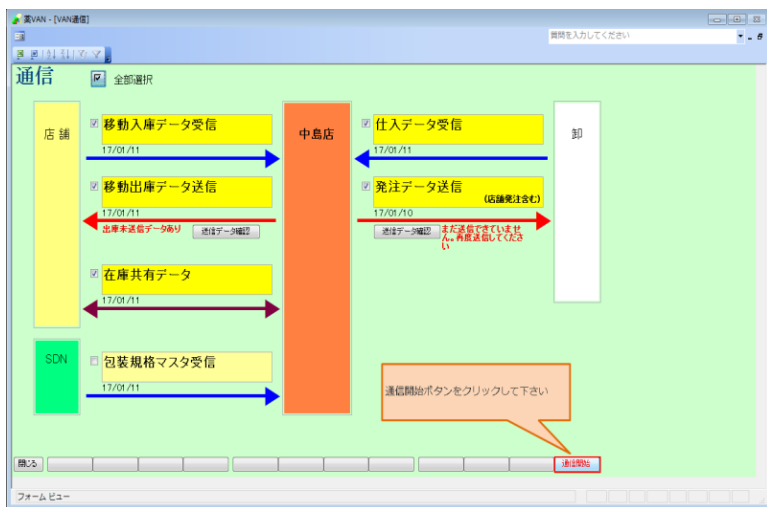 薬VAN - [VAN通信]
質問を入力してください
通信
全部選択
店 舗
移動入庫データ受信
17/01/11
中島店
仕入データ受信
17/01/11
卸
移動出庫データ送信
17/01/11
出庫未送信データあり
送信データ確認
発注データ送信
(店舗発注含む)
17/01/10
送信データ確認
まだ送信できていませ
ん。再度送信してくださ
い
在庫共有データ
17/01/11
SDN
包装規格マスタ受信
17/01/11
通信開始ボタンをクリックして下さい
閉じる
通信開始
フォーム ビュー